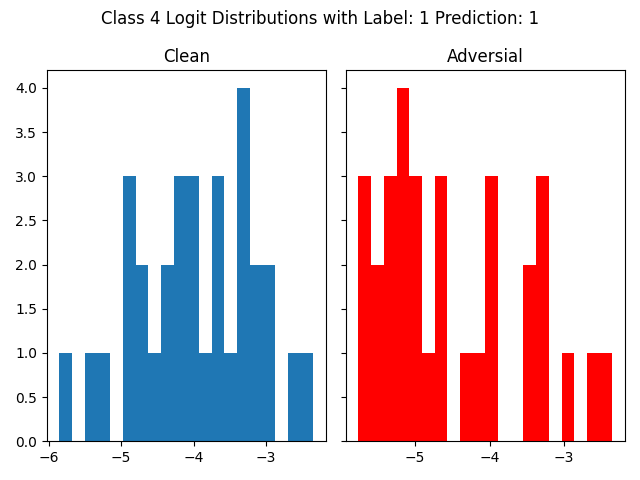 Class 4 Logit Distributions with Label: 1 Prediction: 1
Clean
Adversial
4.0
3.5
3.0
2.5
2.0
1.5
1.0
0.5
0.0
−6 −5 −4 −3
−5 −4 −3